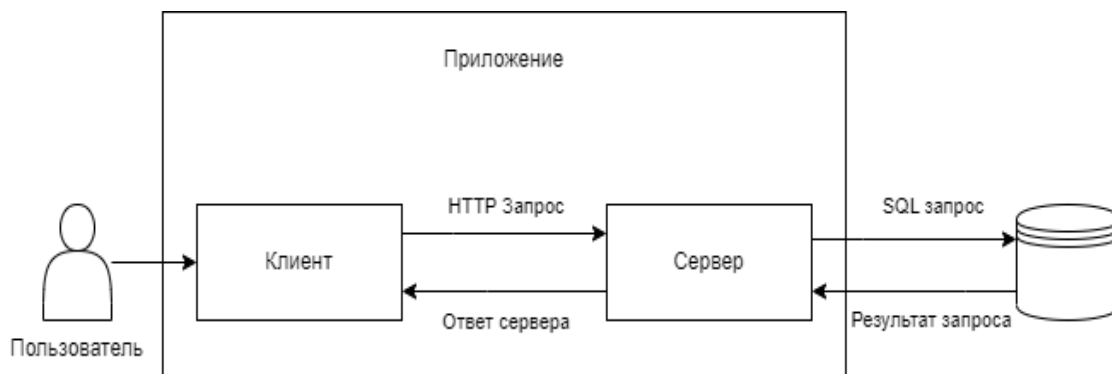 Приложение
HTTP Запрос
SQL запрос
Клиент
Сервер
Ответ сервера
Результат запроса
Пользователь